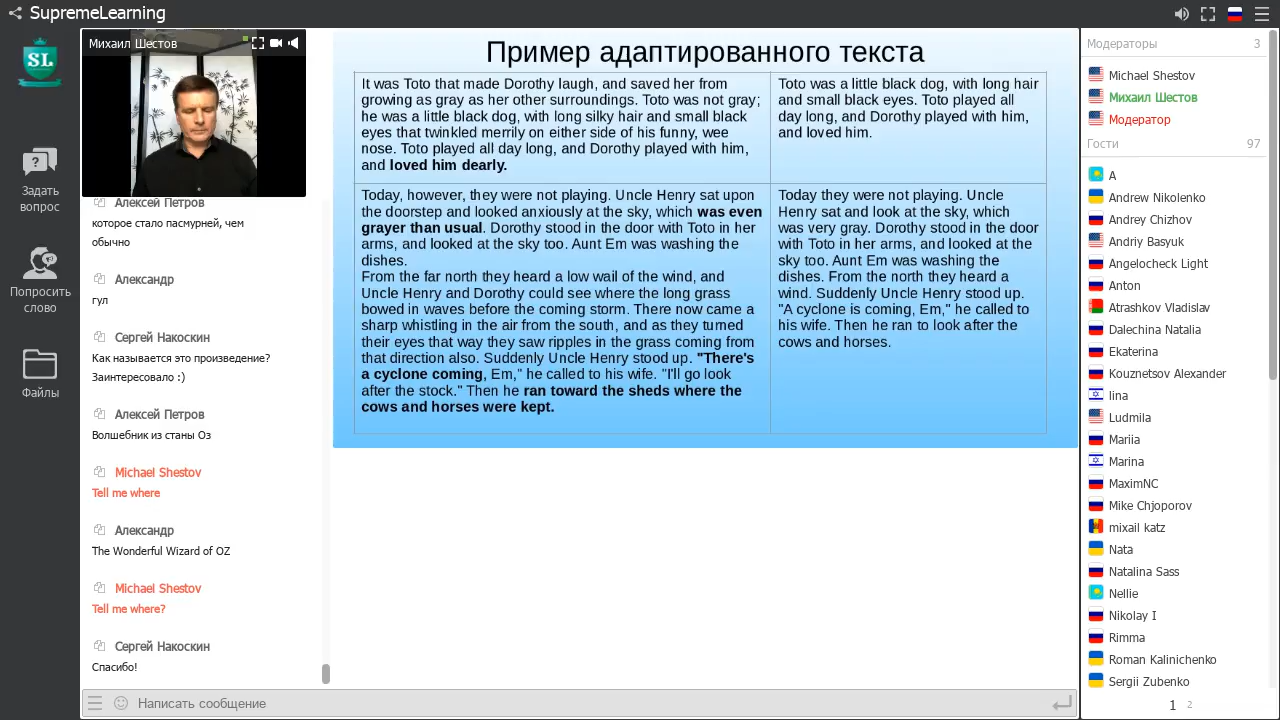 SupremeLearning
SL
Задать
вопрос
Попросить
слово
Файлы
Михаил Шестов
Алексей Петров
которое стало пасмурней, чем
обычно
Александр
гул
Сергей Накоскин
Как называется это произведение?
Заинтересовало :)
Алексей Петров
Волшебник из станы Оз
Michael Shestov
Tell me where
Александр
The Wonderful Wizard of OZ
Michael Shestov
Tell me where?
Сергей Накоскин
Спасибо!
Написать сообщение
Пример адаптированного текста
It was Toto that made Dorothy laugh, and saved her from
growing as gray as her other surroundings. Toto was not gray;
he was a little black dog, with long silky hair and small black
eyes that twinkled merrily on either side of his funny, wee
nose. Toto played all day long, and Dorothy played with him,
and loved him dearly.
Toto was a little black dog, with long hair
and small black eyes. Toto played all
day long, and Dorothy played with him,
and loved him.
Today, however, they were not playing. Uncle Henry sat upon
the doorstep and looked anxiously at the sky, which was even
grayer than usual. Dorothy stood in the door with Toto in her
arms, and looked at the sky too. Aunt Em was washing the
dishes.
From the far north they heard a low wail of the wind, and
Uncle Henry and Dorothy could see where the long grass
bowed in waves before the coming storm. There now came a
sharp whistling in the air from the south, and as they turned
their eyes that way they saw ripples in the grass coming from
that direction also. Suddenly Uncle Henry stood up. "There's
a cyclone coming, Em," he called to his wife. "I'll go look
after the stock." Then he ran toward the sheds where the
cows and horses were kept.
Today they were not playing. Uncle
Henry sat and look at the sky, which
was very gray. Dorothy stood in the door
with Toto in her arms, and looked at the
sky too. Aunt Em was washing the
dishes. From the north they heard a
wind. Suddenly Uncle Henry stood up.
"A cyclone is coming, Em," he called to
his wife. Then he ran to look after the
cows and horses.
Модераторы 3
Michael Shestov
Михаил Шестов
Модератор
Гости 97
A
Andrew Nikolenko
Andrey Chizhov
Andriy Basyuk
Angelocheck Light
Anton
Atrashkov Vladislav
Dalechina Natalia
Ekaterina
Kouznetsov Alexander
lina
Ludmila
Mariia
Marina
MaximNC
Mike Chjoporov
mixail katz
Nata
Natalina Sass
Nellie
Nikolay I
Rimma
Roman Kalinichenko
Sergii Zubenko
1 2